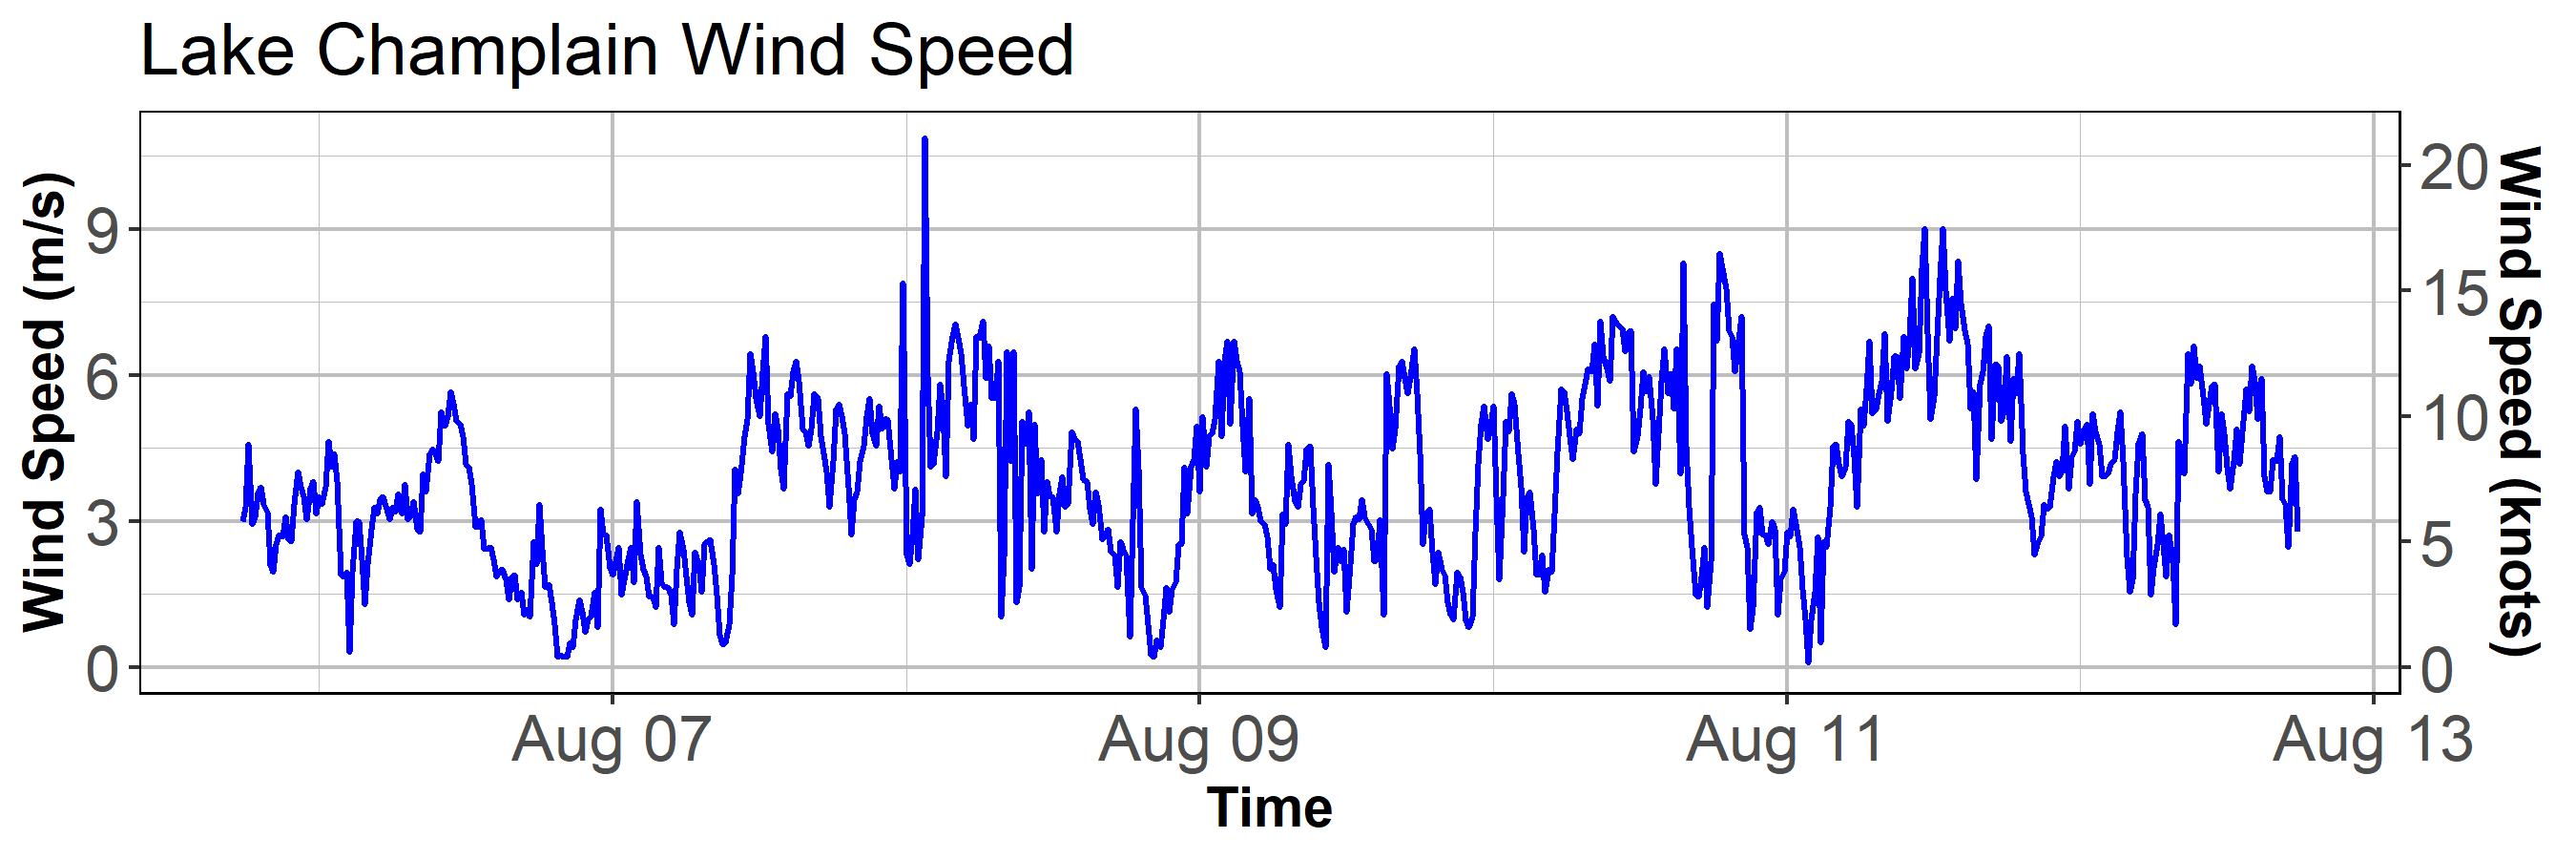 Lake Champlain Wind Speed
Wind Speed (m/s)
9
6
3
0
20
15
10
5
0
Wind Speed (knots)
Aug 07
Aug 09
Aug 11
Aug 13
Time